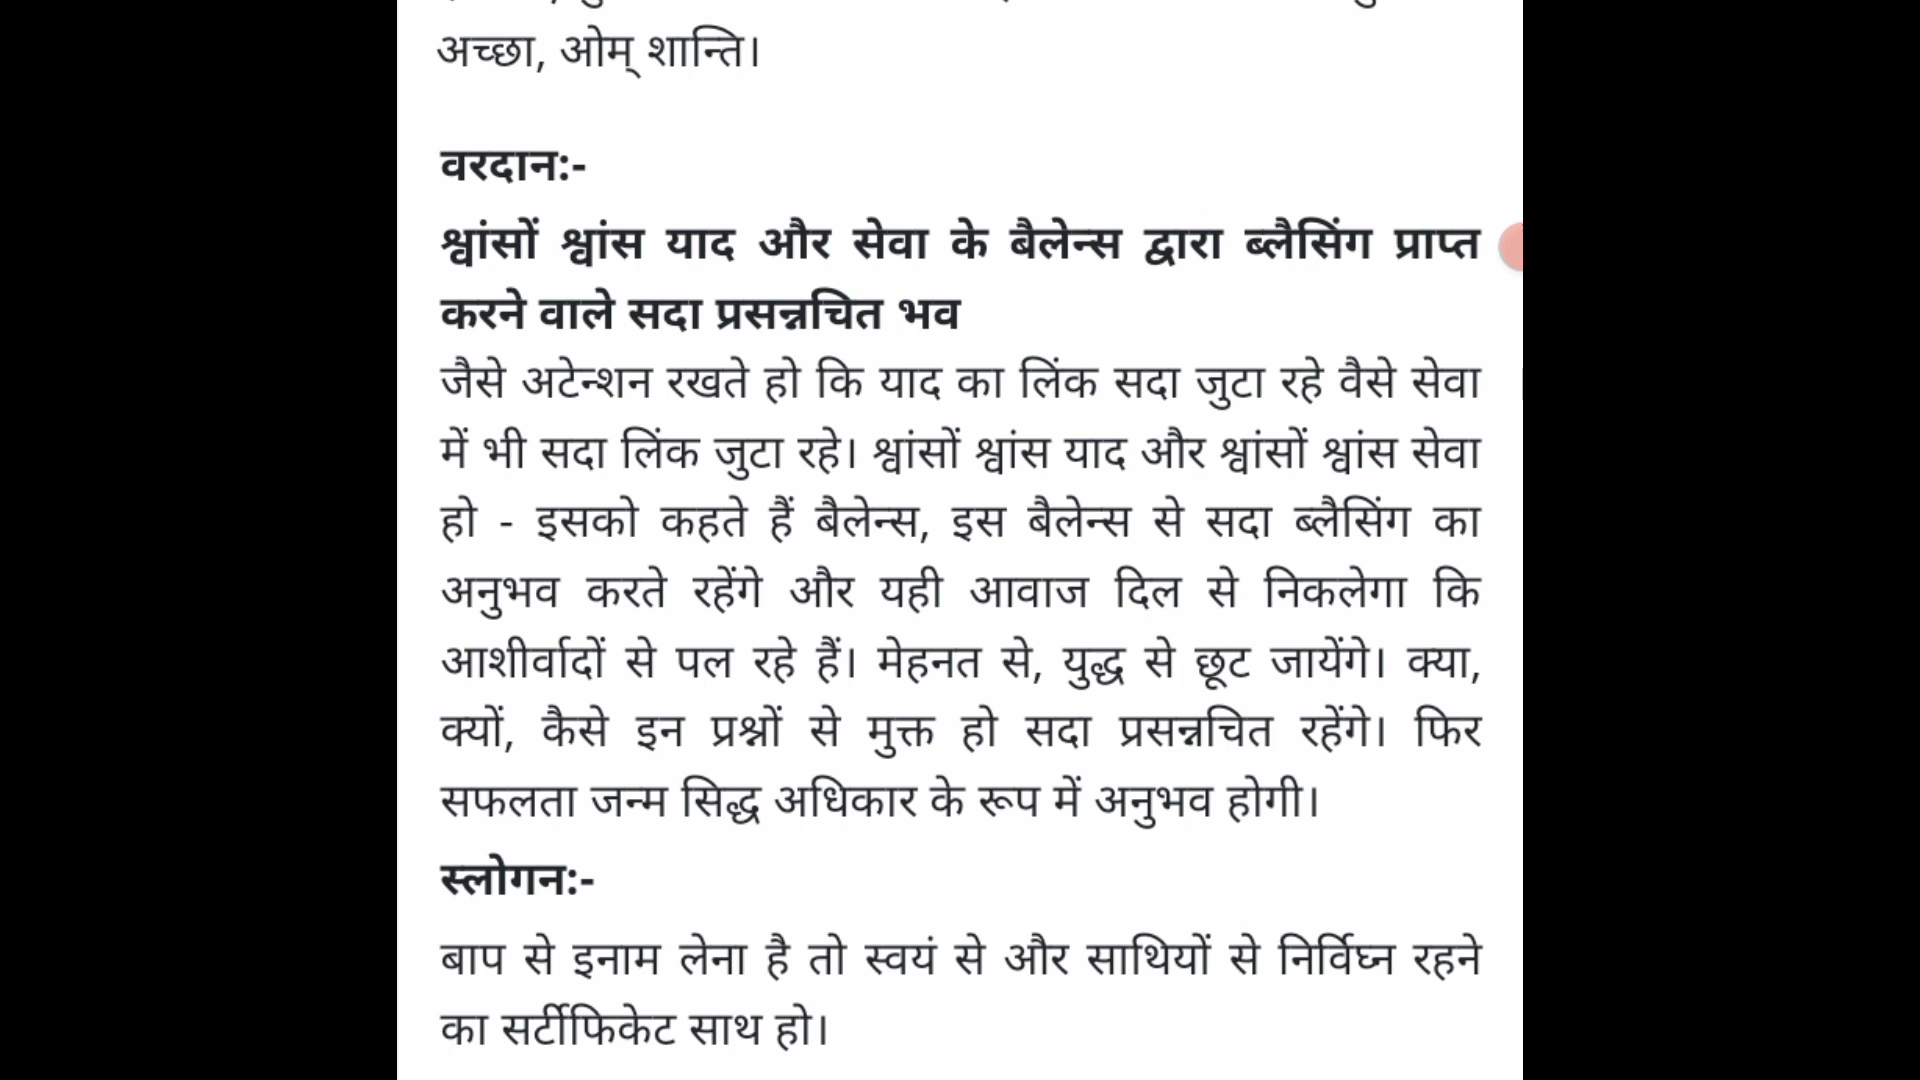 अच्छा, ओम् शान्ति।
वरदान:-
श्वांसों श्वांस याद और सेवा के बैलेन्स द्वारा ब्लैसिंग प्राप्त
करने वाले सदा प्रसन्नचित भव
जैसे अटेन्शन रखते हो कि याद का लिंक सदा जुटा रहे वैसे सेवा
में भी सदा लिंक जुटा रहे। श्वांसों श्वांस याद और श्वांसों श्वांस सेवा
हो - इसको कहते हैं बैलेन्स, इस बैलेन्स से सदा ब्लैसिंग का
अनुभव करते रहेंगे और यही आवाज दिल से निकलेगा कि
आशीर्वादों से पल रहे हैं। मेहनत से, युद्ध से छूट जायेंगे। क्या,
क्यों, कैसे इन प्रश्नों से मुक्त हो सदा प्रसन्नचित रहेंगे। फिर
सफलता जन्म सिद्ध अधिकार के रूप में अनुभव होगी।
स्लोगन:-
बाप से इनाम लेना है तो स्वयं से और साथियों से निर्विघ्न रहने
का सर्टीफिकेट साथ हो।